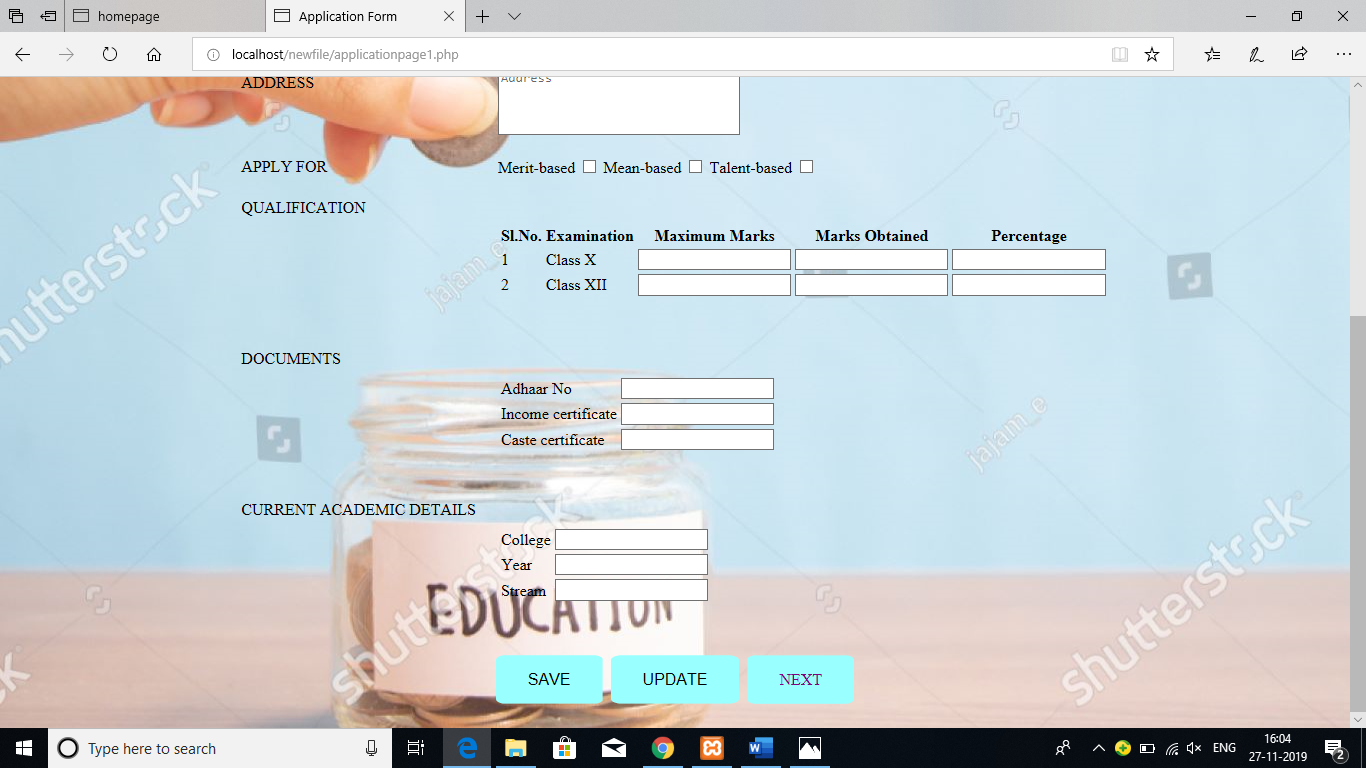 homepage
Application Form
localhost/newfile/applicationpage1.php
ADDRESS
Address
APPLY FOR
Merit-based Mean-based Talent-based
QUALIFICATION
Sl.No. Examination Maximum Marks Marks Obtained Percentage
1 Class X
2 Class XII
DOCUMENTS
Adhaar No
Income certificate
Caste certificate
CURRENT ACADEMIC DETAILS
College
Year
Stream
EDUCATION
SAVE UPDATE NEXT
shutterstock
jajam_e
shutterstock
jajam_e
shutterstock
Type here to search
ENG
16:04
27-11-2019
2